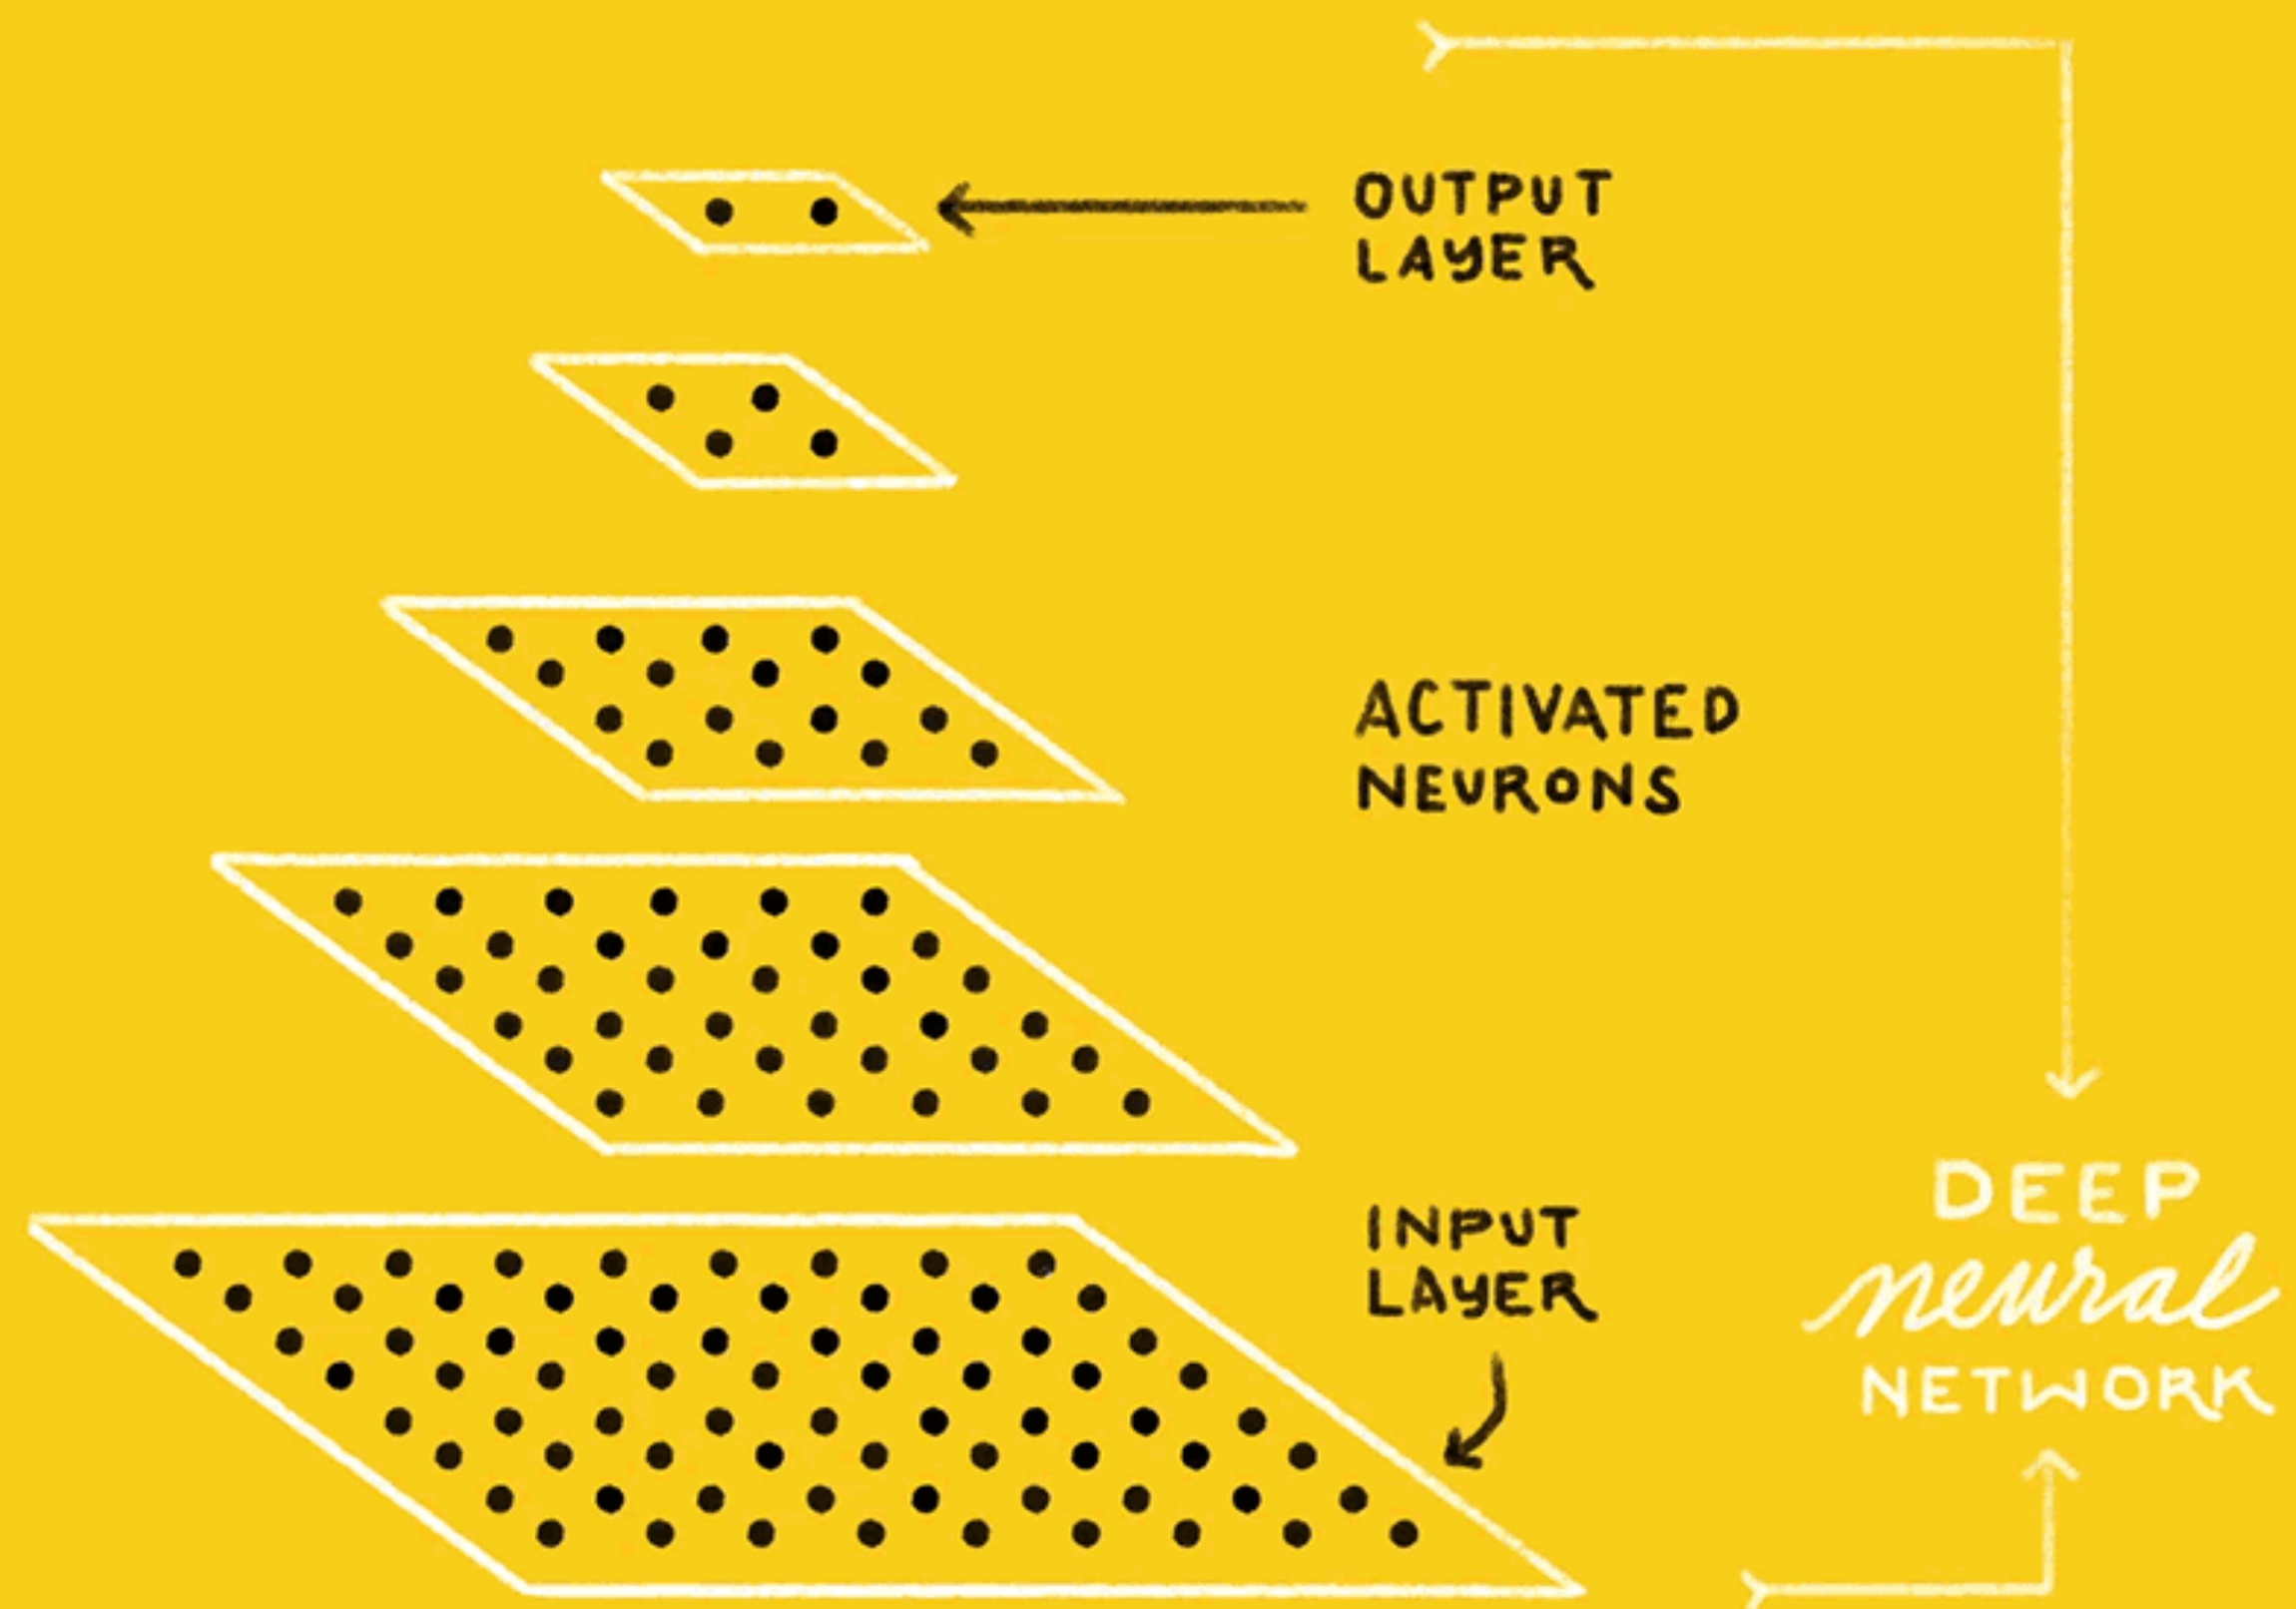 OUTPUT
LAYER
ACTIVATED
NEURONS
INPUT
LAYER
DEEP
neural
NETWORK